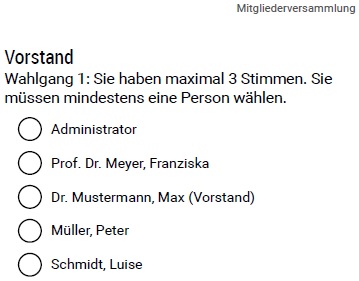 Mitgliederversammlung
Vorstand
Wahlgang 1: Sie haben maximal 3 Stimmen. Sie
müssen mindestens eine Person wählen.
Administrator
Prof. Dr. Meyer, Franziska
Dr. Mustermann, Max (Vorstand)
Müller, Peter
Schmidt, Luise